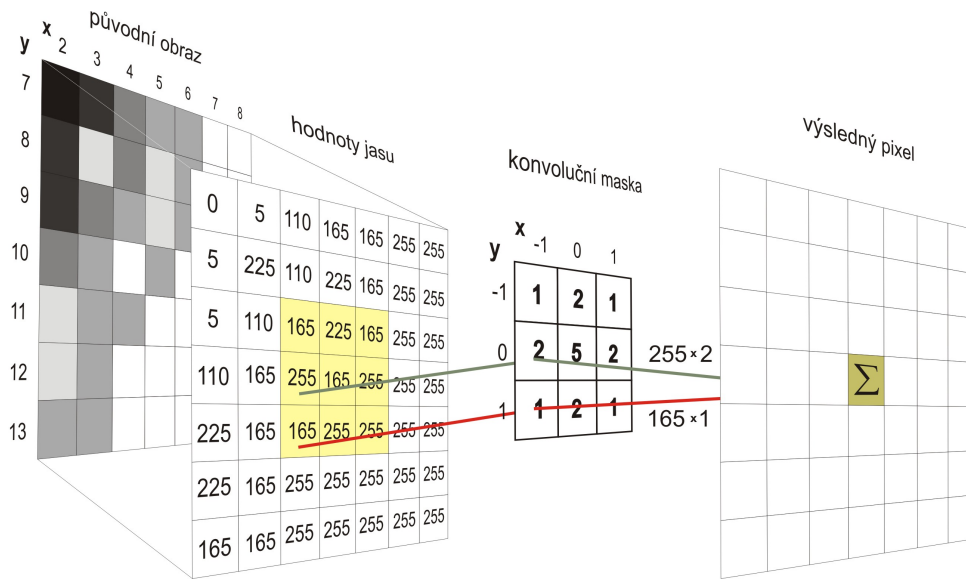 původní obraz
x
y
2 3 4 5 6 7 8
7
8
9
10
11
12
13
hodnoty jasu
0 5 110 165 165 255 255
5 225 110 225 165 255 255
5 110 165 225 165 255 255
110 165 255 165 255 255 255
225 165 165 255 255 255 255
225 165 255 255 255 255 255
165 165 255 255 255 255 255
konvoluční maska
x
y
-1 0 1
-1 1 2 1
0 2 5 2
1 1 2 1
255×2
165×1
výsledný pixel
Σ